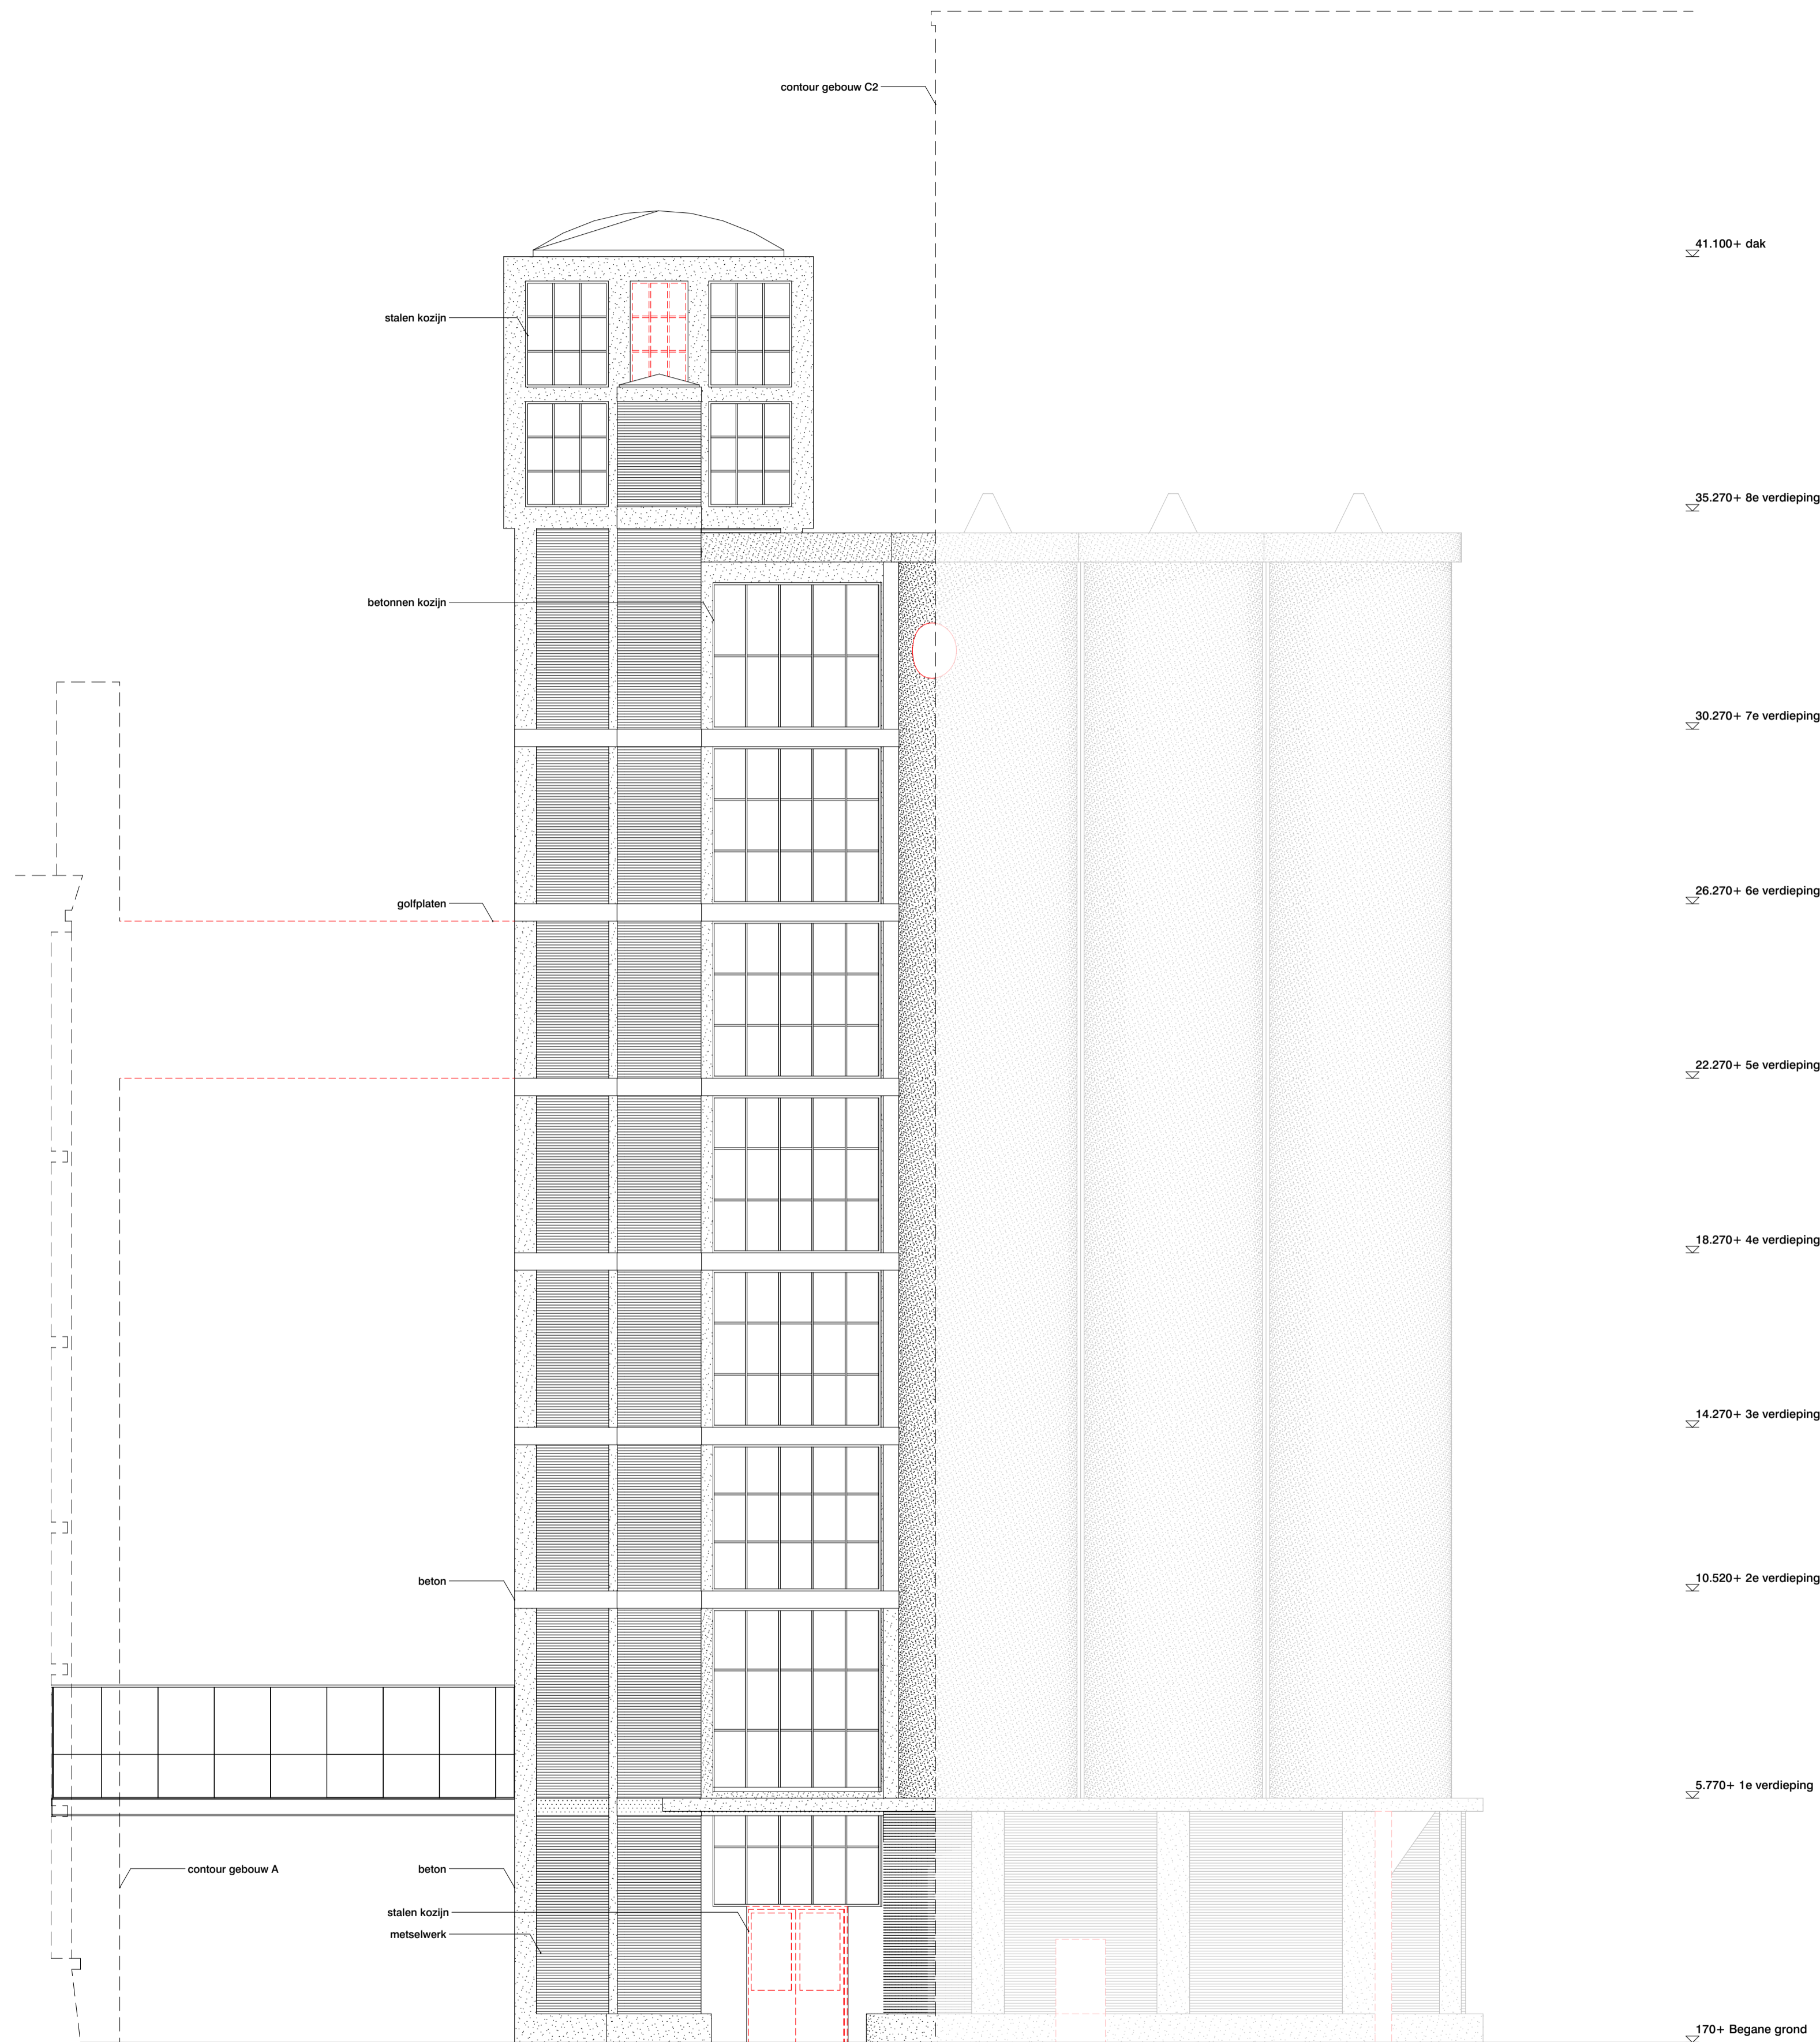 contour gebouw C2
41.100+ dak
stalen kozijn
35.270+ 8e verdieping
betonnen kozijn
30.270+ 7e verdieping
26.270+ 6e verdieping
golfplaten
22.270+ 5e verdieping
18.270+ 4e verdieping
14.270+ 3e verdieping
beton
10.520+ 2e verdieping
5.770+ 1e verdieping
contour gebouw A
beton
stalen kozijn
metselwerk
170+ Begane grond